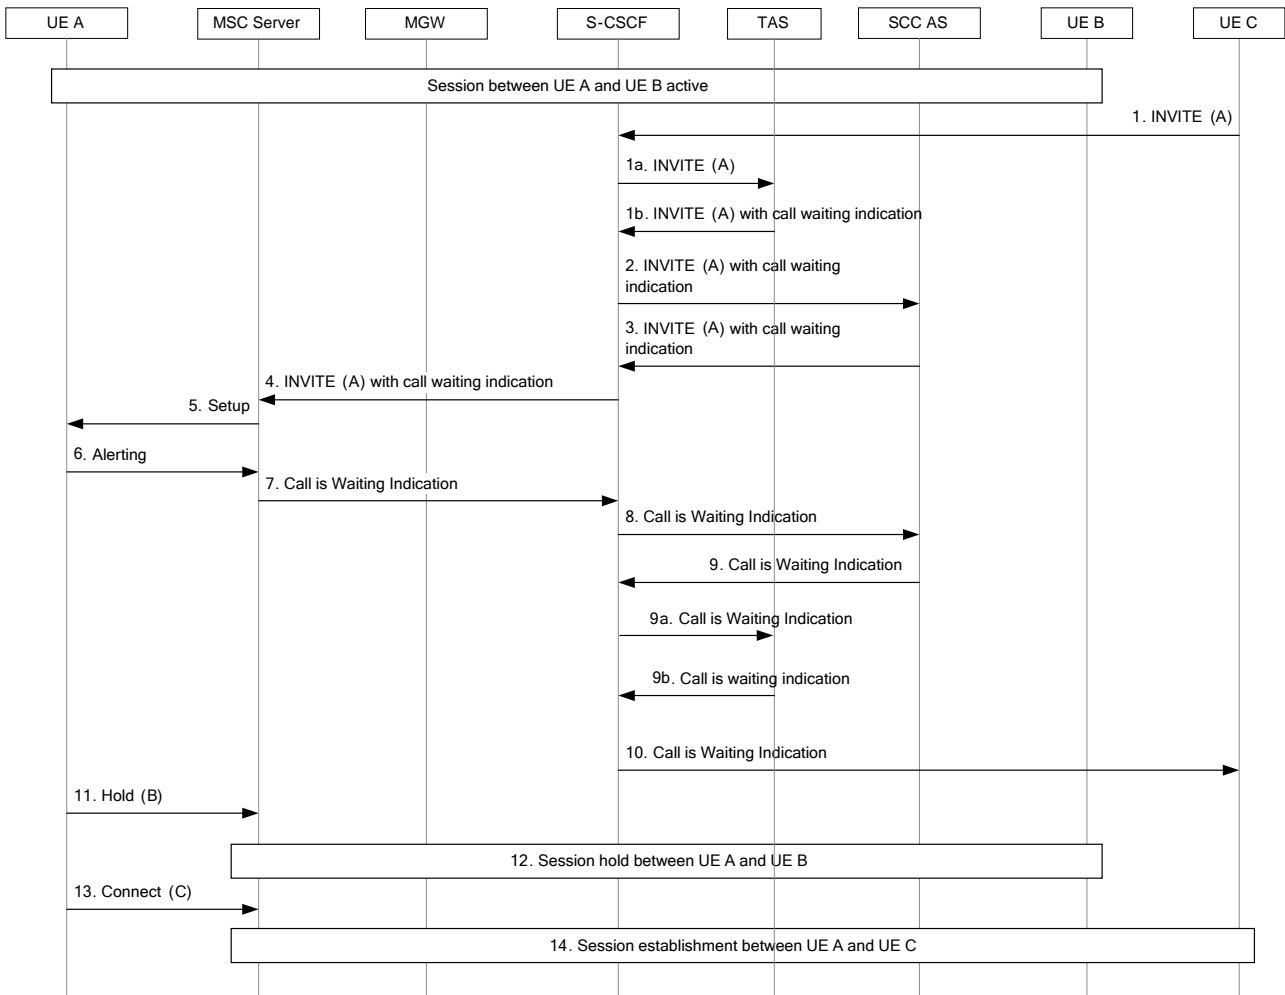 UE A
MSC Server
MGW
S-CSCF
TAS
SCC AS
UE B
UE C
Session between UE A and UE B active
1. INVITE (A)
1a. INVITE (A)
1b. INVITE (A) with call waiting indication
2. INVITE (A) with call waiting
indication
3. INVITE (A) with call waiting
indication
4. INVITE (A) with call waiting indication
5. Setup
6. Alerting
7. Call is Waiting Indication
8. Call is Waiting Indication
9. Call is Waiting Indication
9a. Call is Waiting Indication
9b. Call is waiting indication
10. Call is Waiting Indication
11. Hold (B)
12. Session hold between UE A and UE B
13. Connect (C)
14. Session establishment between UE A and UE C